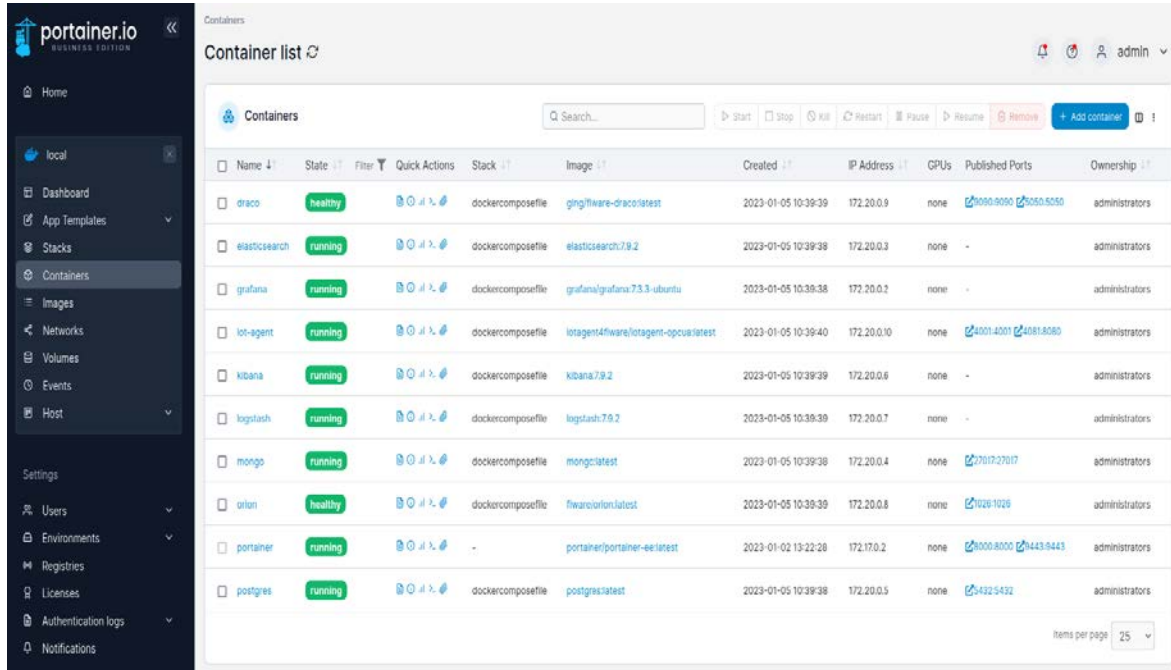 portainer.io
BUSINESS EDITION
Home
local
Dashboard
App Templates
Stacks
Containers
Images
Networks
Volumes
Events
Host
Settings
Users
Environments
Registries
Licenses
Authentication logs
Notifications
Containers
Container list
admin
Containers
Search...
Start Stop Kill Restart Pause Resume Remove + Add container
Name State Filter Quick Actions Stack Image Created IP Address GPUs Published Ports Ownership
draco healthy dockercomposefile ging/fiware-draco:latest 2023-01-05 10:39:39 172.20.0.9 none 9090:9090 5050:5050 administrators
elasticsearch running dockercomposefile elasticsearch:7.9.2 2023-01-05 10:39:38 172.20.0.3 none - administrators
grafana running dockercomposefile grafana/grafana:7.3.3-ubuntu 2023-01-05 10:39:38 172.20.0.2 none - administrators
iot-agent running dockercomposefile iotagent4fiware/iotagent-opcua:latest 2023-01-05 10:39:40 172.20.0.10 none 4001:4001 4081:8080 administrators
kibana running dockercomposefile kibana:7.9.2 2023-01-05 10:39:39 172.20.0.6 none - administrators
logstash running dockercomposefile logstash:7.9.2 2023-01-05 10:39:39 172.20.0.7 none - administrators
mongo running dockercomposefile mongo:latest 2023-01-05 10:39:38 172.20.0.4 none 27017:27017 administrators
orion healthy dockercomposefile fiware/orion:latest 2023-01-05 10:39:39 172.20.0.8 none 1026:1026 administrators
portainer running - portainer/portainer-ee:latest 2023-01-02 13:22:28 172.17.0.2 none 8000:8000 9443:9443 administrators
postgres running dockercomposefile postgres:latest 2023-01-05 10:39:38 172.20.0.5 none 5432:5432 administrators
Items per page 25